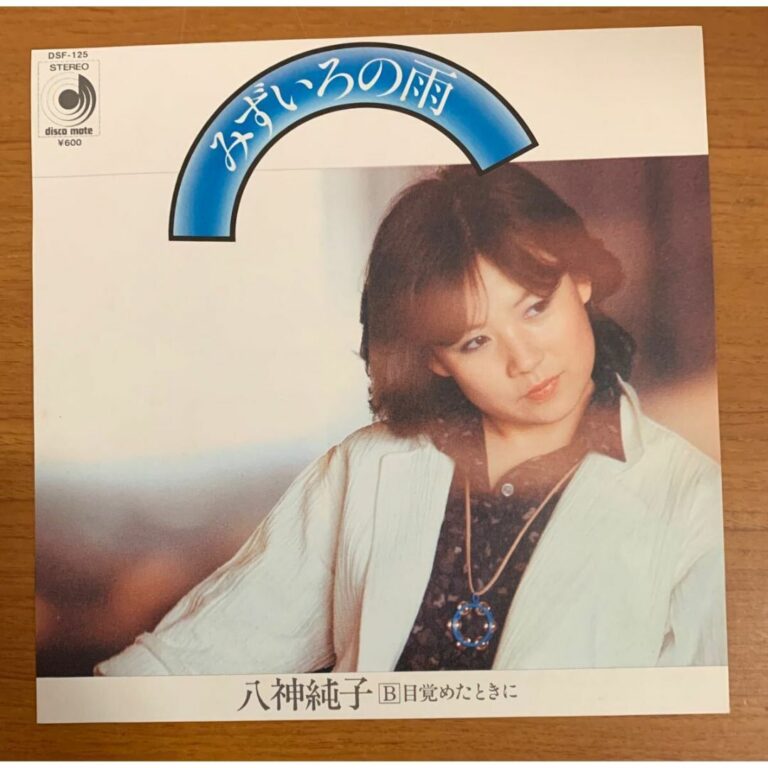 DSF-125
STEREO
disco mate
¥600
みずいろの雨
八神純子 B 目覚めたときに